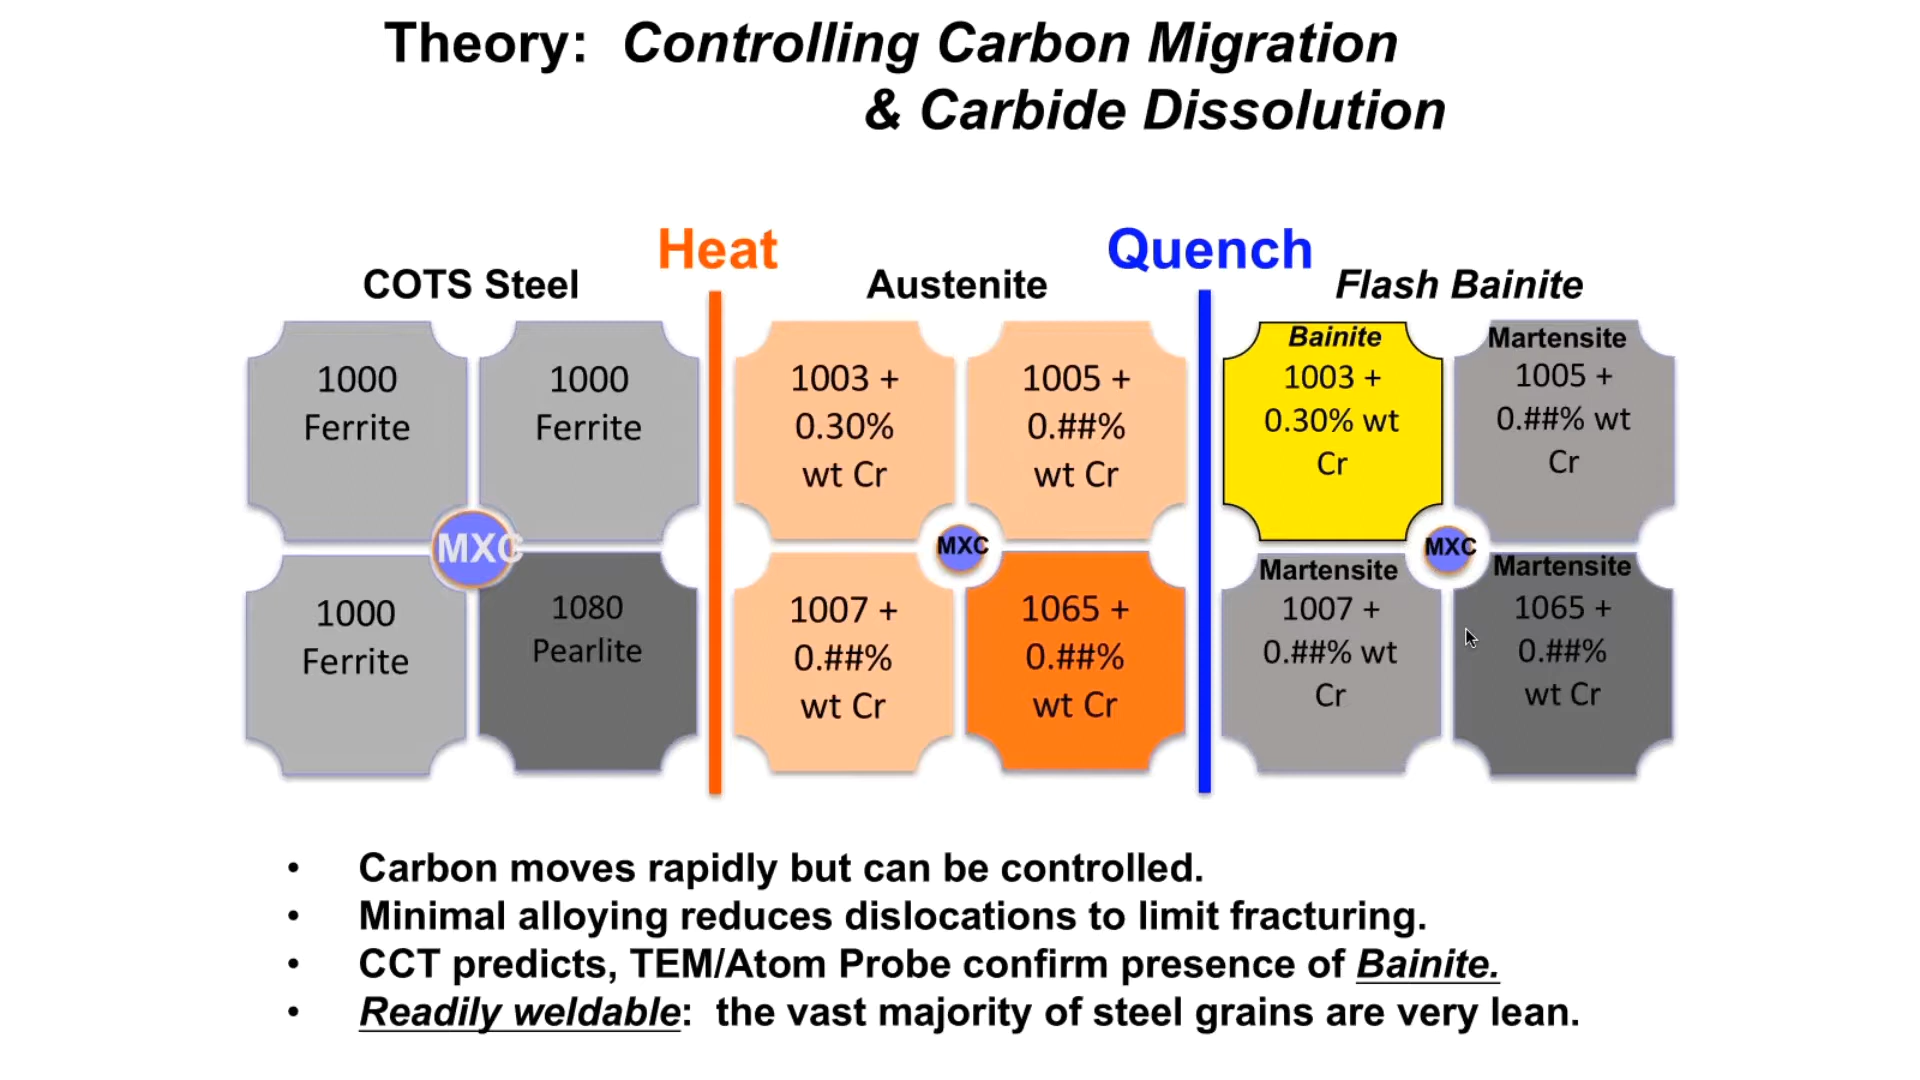 Theory: Controlling Carbon Migration
& Carbide Dissolution
Heat
Quench
COTS Steel
Austenite
Flash Bainite
1000
Ferrite
1000
Ferrite
MXC
1000
Ferrite
1080
Pearlite
1003 +
0.30%
wt Cr
1005 +
0.##%
wt Cr
MXC
1007 +
0.##%
wt Cr
1065 +
0.##%
wt Cr
Bainite
1003 +
0.30% wt
Cr
Martensite
1005 +
0.##% wt
Cr
MXC
Martensite
1007 +
0.##% wt
Cr
Martensite
1065 +
0.##%
wt Cr
• Carbon moves rapidly but can be controlled.
• Minimal alloying reduces dislocations to limit fracturing.
• CCT predicts, TEM/Atom Probe confirm presence of Bainite.
• Readily weldable: the vast majority of steel grains are very lean.